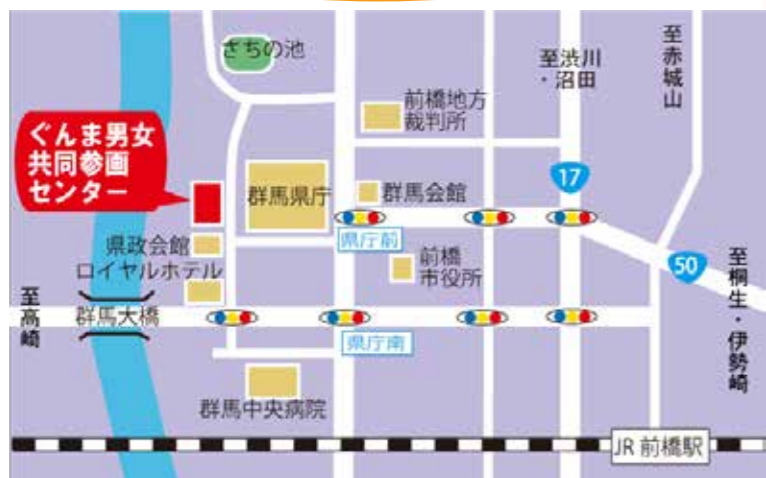 さちの池
至渋川
・沼田
至赤城山
前橋地方
裁判所
ぐんま男女
共同参画
センター
17
群馬県庁
群馬会館
県庁前
県政会館
ロイヤルホテル
前橋
市役所
50
至桐生・伊勢崎
至高崎
群馬大橋
県庁南
群馬中央病院
JR 前橋駅